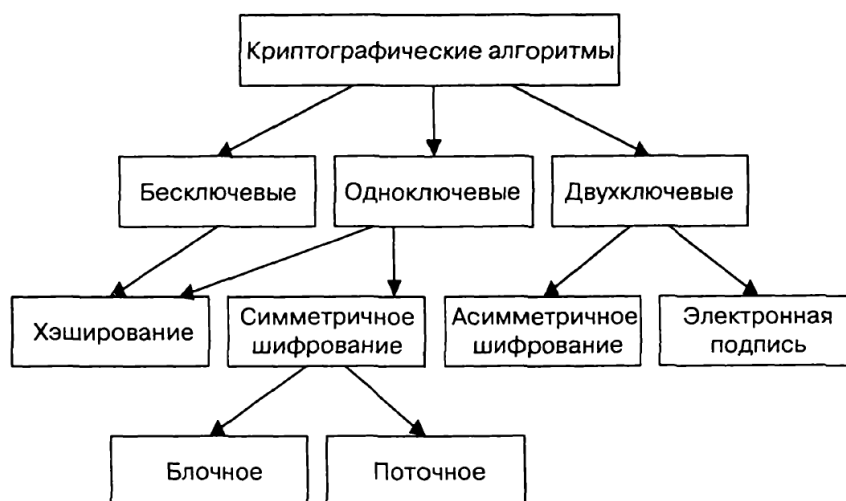 Криптографические алгоритмы
Бесключевые
Одноключевые
Двухключевые
Хэширование
Симметричное
шифрование
Асимметричное
шифрование
Электронная
подпись
Блочное
Поточное